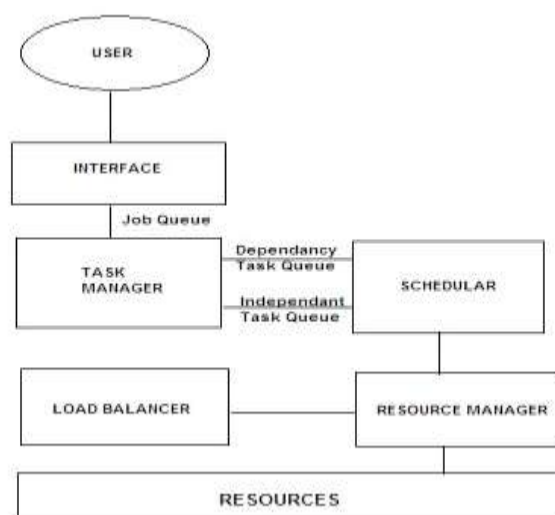 USER
INTERFACE
Job Queue
TASK
MANAGER
Dependancy
Task Queue
Independant
Task Queue
SCHEDULAR
LOAD BALANCER
RESOURCE MANAGER
RESOURCES